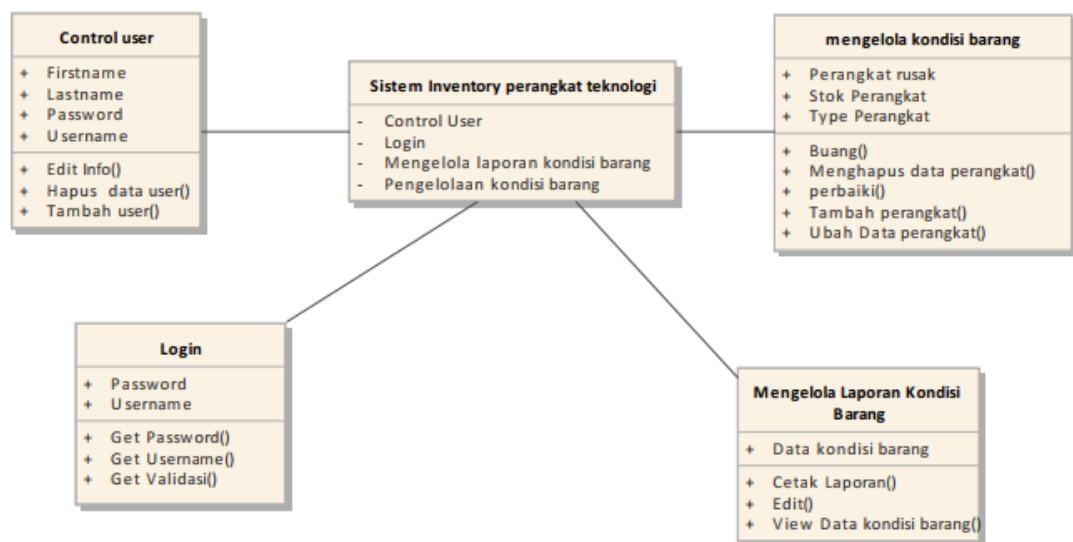 Control user
+ Firstname
+ Lastname
+ Password
+ Username
+ Edit Info()
+ Hapus data user()
+ Tambah user()
Sistem Inventory perangkat teknologi
- Control User
- Login
- Mengelola laporan kondisi barang
- Pengelolaan kondisi barang
mengelola kondisi barang
+ Perangkat rusak
+ Stok Perangkat
+ Type Perangkat
+ Buang()
+ Menghapus data perangkat()
+ perbaiki()
+ Tambah perangkat()
+ Ubah Data perangkat()
Login
+ Password
+ Username
+ Get Password()
+ Get Username()
+ Get Validasi()
Mengelola Laporan Kondisi
Barang
+ Data kondisi barang
+ Cetak Laporan()
+ Edit()
+ View Data kondisi barang()